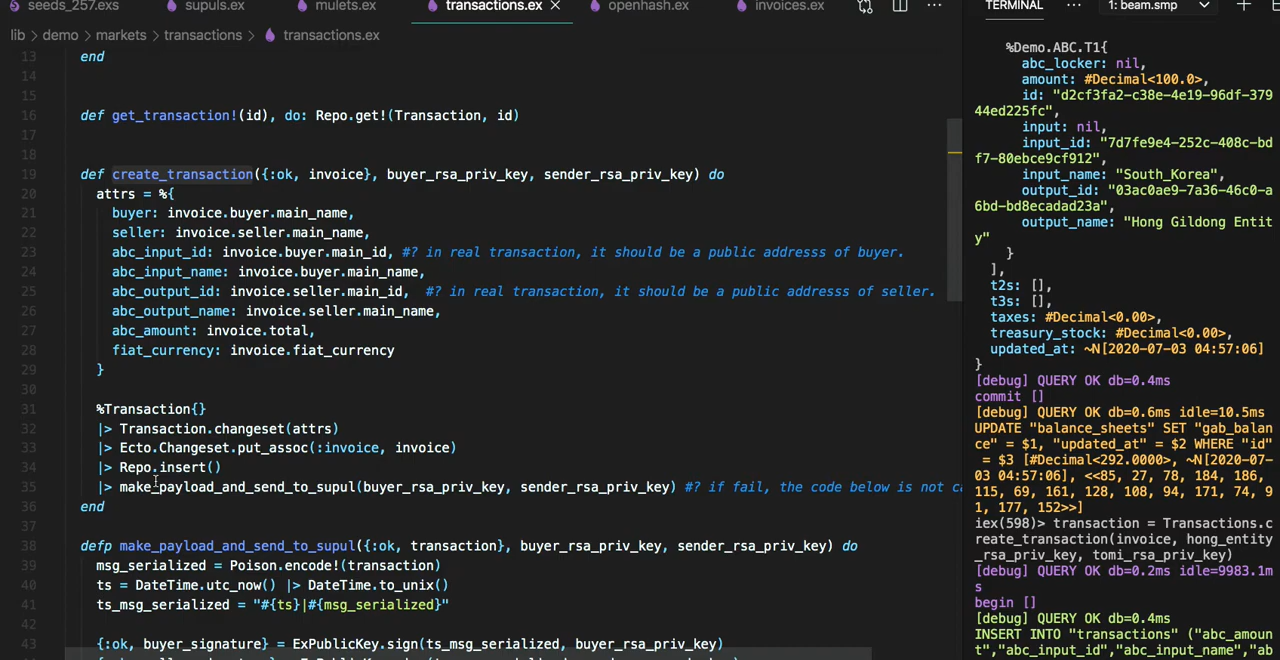 seeds_257.exs supuls.ex mulets.ex transactions.ex openhash.ex invoices.ex
lib > demo > markets > transactions > transactions.ex
13 end
14
15
16 def get_transaction!(id), do: Repo.get!(Transaction, id)
17
18
19 def create_transaction({:ok, invoice}, buyer_rsa_priv_key, sender_rsa_priv_key) do
20 attrs = %{
21 buyer: invoice.buyer.main_name,
22 seller: invoice.seller.main_name,
23 abc_input_id: invoice.buyer.main_id, #? in real transaction, it should be a public addresss of buyer.
24 abc_input_name: invoice.buyer.main_name,
25 abc_output_id: invoice.seller.main_id, #? in real transaction, it should be a public addresss of seller.
26 abc_output_name: invoice.seller.main_name,
27 abc_amount: invoice.total,
28 fiat_currency: invoice.fiat_currency
29 }
30
31 %Transaction{}
32 |> Transaction.changeset(attrs)
33 |> Ecto.Changeset.put_assoc(:invoice, invoice)
34 |> Repo.insert()
35 |> make_payload_and_send_to_supul(buyer_rsa_priv_key, sender_rsa_priv_key) #? if fail, the code below is not ca
36 end
37
38 defp make_payload_and_send_to_supul({:ok, transaction}, buyer_rsa_priv_key, sender_rsa_priv_key) do
39 msg_serialized = Poison.encode!(transaction)
40 ts = DateTime.utc_now() |> DateTime.to_unix()
41 ts_msg_serialized = "#{ts}|#{msg_serialized}"
42
43 {:ok, buyer_signature} = ExPublicKey.sign(ts_msg_serialized, buyer_rsa_priv_key)
TERMINAL ··· 1: beam.smp
%Demo.ABC.T1{
abc_locker: nil,
amount: #Decimal<100.0>,
id: "d2cf3fa2-c38e-4e19-96df-379
44ed225fc",
input: nil,
input_id: "7d7fe9e4-252c-408c-bd
f7-80ebce9cf912",
input_name: "South_Korea",
output_id: "03ac0ae9-7a36-46c0-a
6bd-bd8ecadad23a",
output_name: "Hong Gildong Entit
y"
}
],
t2s: [],
t3s: [],
taxes: #Decimal<0.00>,
treasury_stock: #Decimal<0.00>,
updated_at: ~N[2020-07-03 04:57:06]
}
[debug] QUERY OK db=0.4ms
commit []
[debug] QUERY OK db=0.6ms idle=10.5ms
UPDATE "balance_sheets" SET "gab_balan
ce" = $1, "updated_at" = $2 WHERE "id"
= $3 [#Decimal<292.0000>, ~N[2020-07-
03 04:57:06], <<85, 27, 78, 184, 186,
115, 69, 161, 128, 108, 94, 171, 74, 9
1, 177, 152>>]
iex(598)> transaction = Transactions.c
reate_transaction(invoice, hong_entity
_rsa_priv_key, tomi_rsa_priv_key)
[debug] QUERY OK db=0.2ms idle=9983.1m
s
begin []
[debug] QUERY OK db=0.4ms
INSERT INTO "transactions" ("abc_amoun
t","abc_input_id","abc_input_name","ab